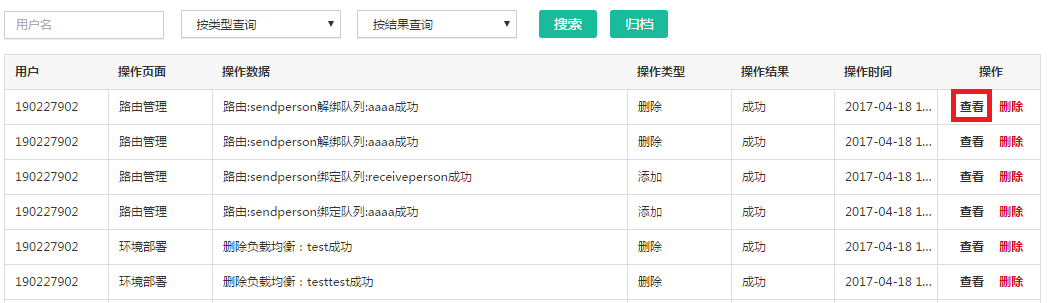 用户名 按类型查询 按结果查询 搜索 归档
用户 操作页面 操作数据 操作类型 操作结果 操作时间 操作
190227902 路由管理 路由:sendperson解绑队列:aaaa成功 删除 成功 2017-04-18 1... 查看 删除
190227902 路由管理 路由:sendperson解绑队列:aaaa成功 删除 成功 2017-04-18 1... 查看 删除
190227902 路由管理 路由:sendperson绑定队列:receiveperson成功 添加 成功 2017-04-18 1... 查看 删除
190227902 路由管理 路由:sendperson绑定队列:aaaa成功 添加 成功 2017-04-18 1... 查看 删除
190227902 环境部署 删除负载均衡：test成功 删除 成功 2017-04-18 1... 查看 删除
190227902 环境部署 删除负载均衡：testtest成功 删除 成功 2017-04-18 1... 查看 删除